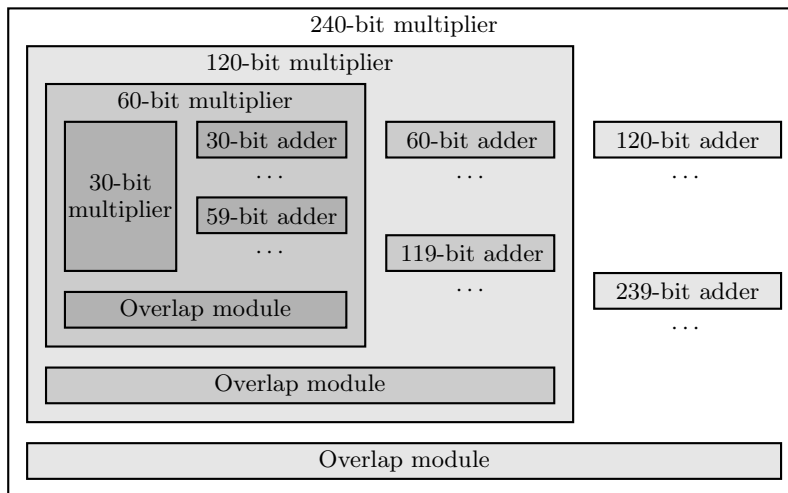 240-bit multiplier
120-bit multiplier
60-bit multiplier
30-bit
multiplier
30-bit adder
...
59-bit adder
...
Overlap module
60-bit adder
...
119-bit adder
...
Overlap module
120-bit adder
...
239-bit adder
...
Overlap module